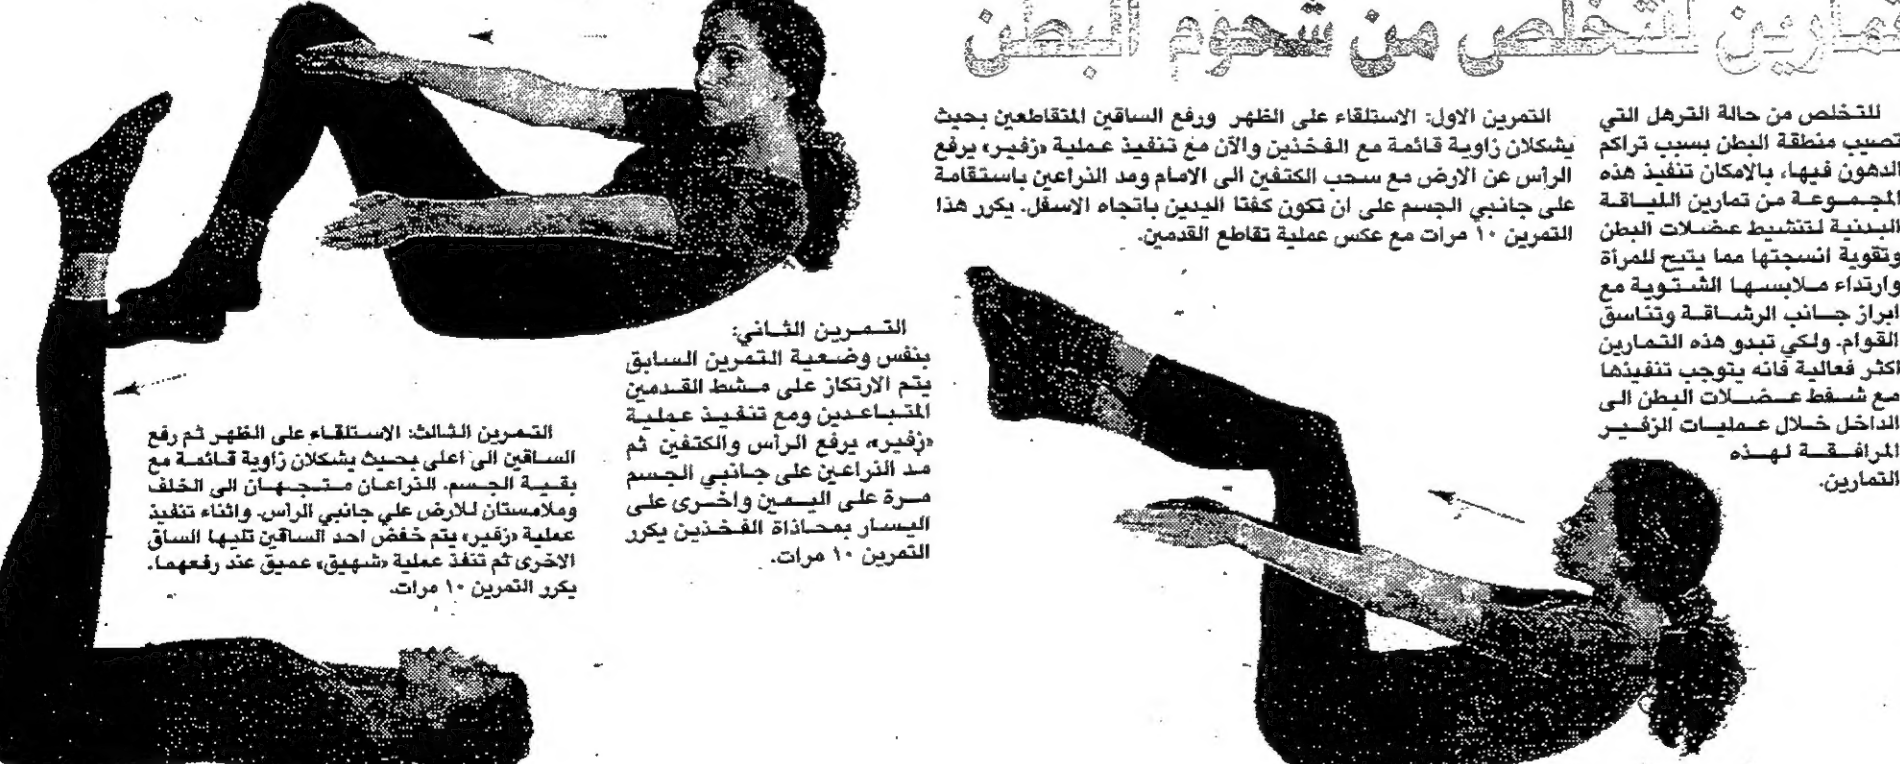 تمارين للتخلص من شحوم البطن
للتخلص من حالة الترهل التي
تصيب منطقة البطن بسبب تراكم
الدهون فيها، بالامكان تنفيذ هذه
المجموعة من تمارين اللياقة
البدنية لتنشيط عضلات البطن
وتقوية انسجتها مما يتيح للمرأة
وارتداء ملابسها الشتوية مع
ابراز جانب الرشاقة وتناسق
القوام. ولكي تبدو هذه التمارين
اكثر فعالية فانه يتوجب تنفيذها
مع شفط عضلات البطن الى
الداخل خلال عمليات الزفير
المرافقة لهذه
التمارين.
التمرين الاول: الاستلقاء على الظهر ورفع الساقين المتقاطعين بحيث
يشكلان زاوية قائمة مع الفخذين والآن مع تنفيذ عملية «زفير» يرفع
الرأس عن الارض مع سحب الكتفين الى الامام ومد الذراعين باستقامة
على جانبي الجسم على ان تكون كفتا اليدين باتجاه الاسفل. يكرر هذا
التمرين ١٠ مرات مع عكس عملية تقاطع القدمين.
التمرين الثاني:
بنفس وضعية التمرين السابق
يتم الارتكاز على مشط القدمين
المتباعدين ومع تنفيذ عملية
«زفير» يرفع الرأس والكتفين ثم
مد الذراعين على جانبي الجسم
مرة على اليمين واخرى على
اليسار بمحاذاة الفخذين يكرر
التمرين ١٠ مرات.
التمرين الثالث: الاستلقاء على الظهر ثم رفع
الساقين الى اعلى بحيث يشكلان زاوية قائمة مع
بقية الجسم. الذراعان متجهان الى الخلف
وملامستان للارض على جانبي الرأس. واثناء تنفيذ
عملية «زفير» يتم خفض احد الساقين تليها الساق
الاخرى ثم تنفذ عملية «شهيق» عميق عند رفعهما.
يكرر التمرين ١٠ مرات.